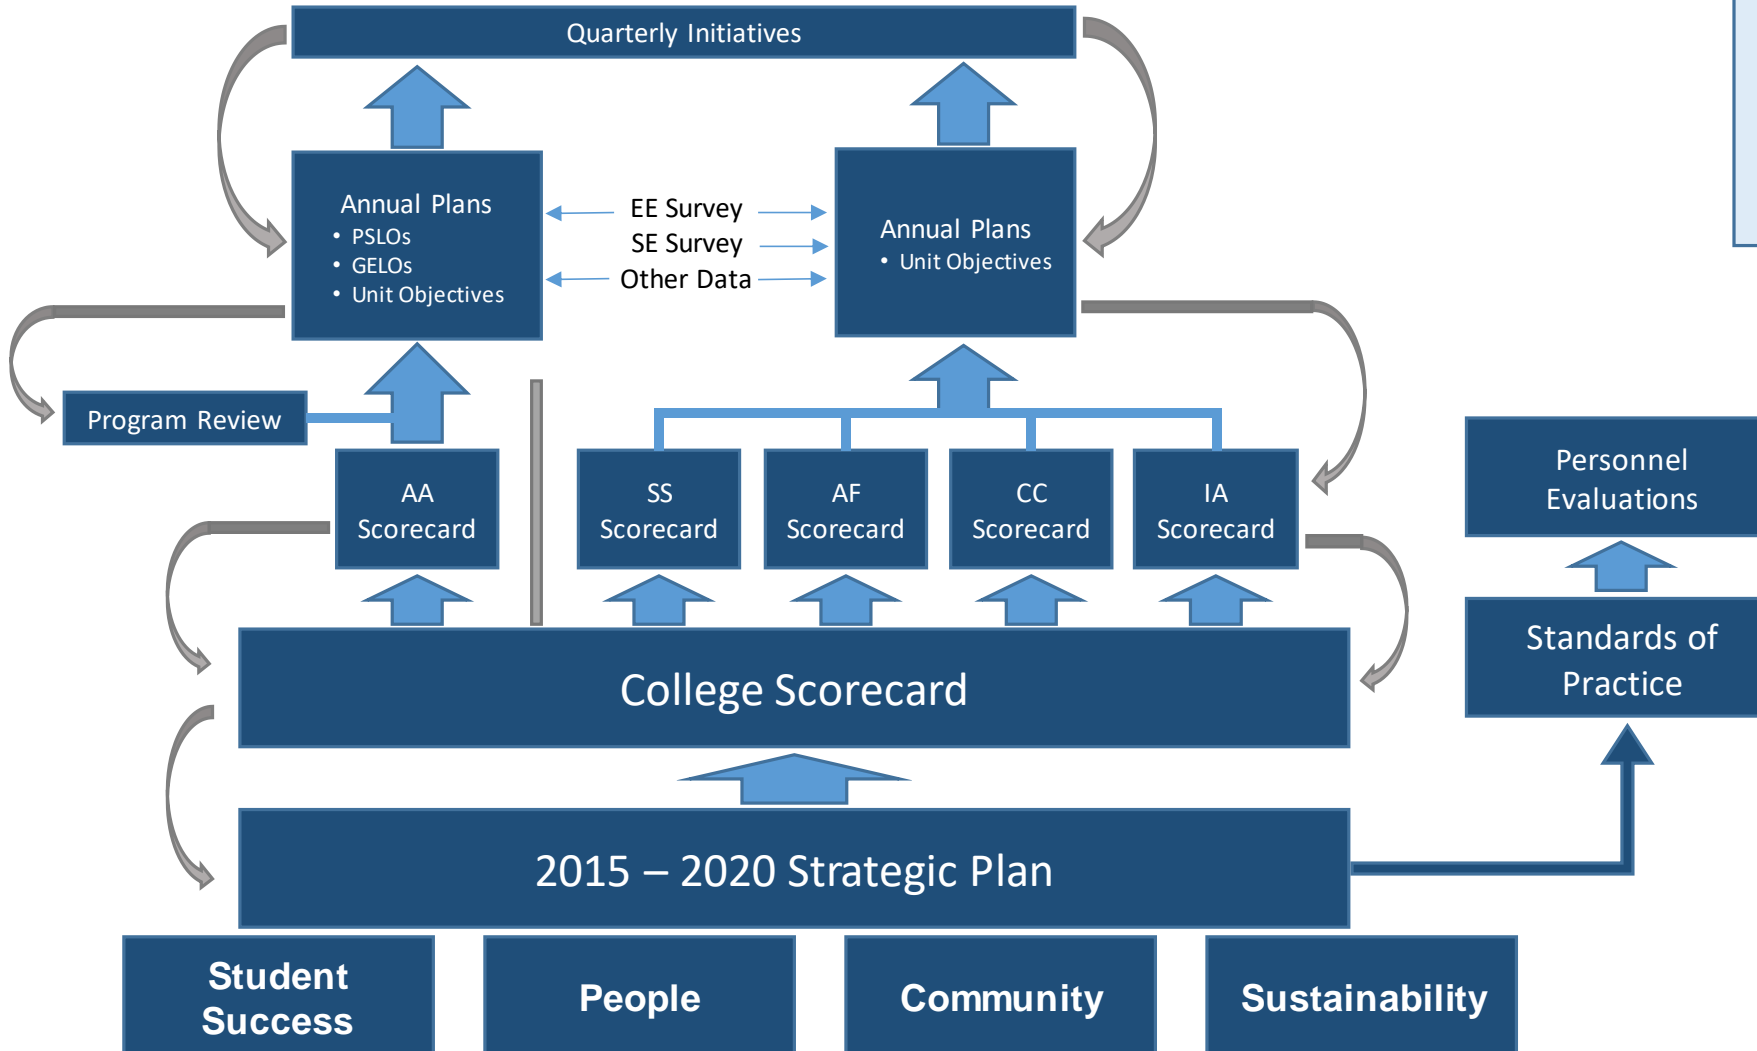 Quarterly Initiatives
Annual Plans
• PSLOs
• GELOs
• Unit Objectives
EE Survey
SE Survey
Other Data
Annual Plans
• Unit Objectives
Program Review
AA
Scorecard
SS
Scorecard
AF
Scorecard
CC
Scorecard
IA
Scorecard
Personnel
Evaluations
Standards of
Practice
College Scorecard
2015 – 2020 Strategic Plan
Student
Success
People
Community
Sustainability